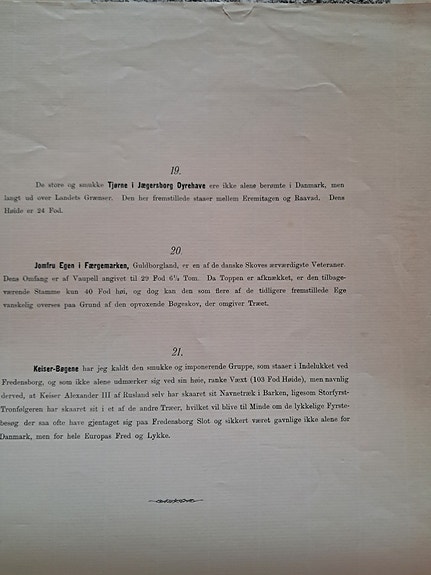 19.
De store og smukke Tjørne i Jægersborg Dyrehave ere ikke alene berømte i Danmark, men
langt ud over Landets Grænser. Den her fremstillede staaer mellem Eremitagen og Raavad. Dens
Høide er 24 Fod.
20.
Jomfru Egen i Færgemarken, Guldborgland, er en af de danske Skoves ærværdigste Veteraner.
Dens Omfang er af Vaupell angivet til 29 Fod 6½ Tom. Da Toppen er afknækket, er den tilbage-
værende Stamme kun 40 Fod høi, og dog kan den som flere af de tidligere fremstillede Ege
vanskelig overses paa Grund af den opvoxende Bøgeskov, der omgiver Træet.
21.
Keiser-Bøgene har jeg kaldt den smukke og imponerende Gruppe, som staaer i Indelukket ved
Fredensborg, og som ikke alene udmærker sig ved sin høie, ranke Væxt (103 Fod Høide), men navnlig
derved, at Keiser Alexander III af Rusland selv har skaaret sit Navnetræk i Barken, ligesom Storfyrst-
Tronfølgeren har skaaret sit i et af de andre Træer, hvilket vil blive til Minde om de lykkelige Fyrste-
besøg, der saa ofte have gjentaget sig paa Fredensborg Slot og sikkert været gavnlige ikke alene for
Danmark, men for hele Europas Fred og Lykke.